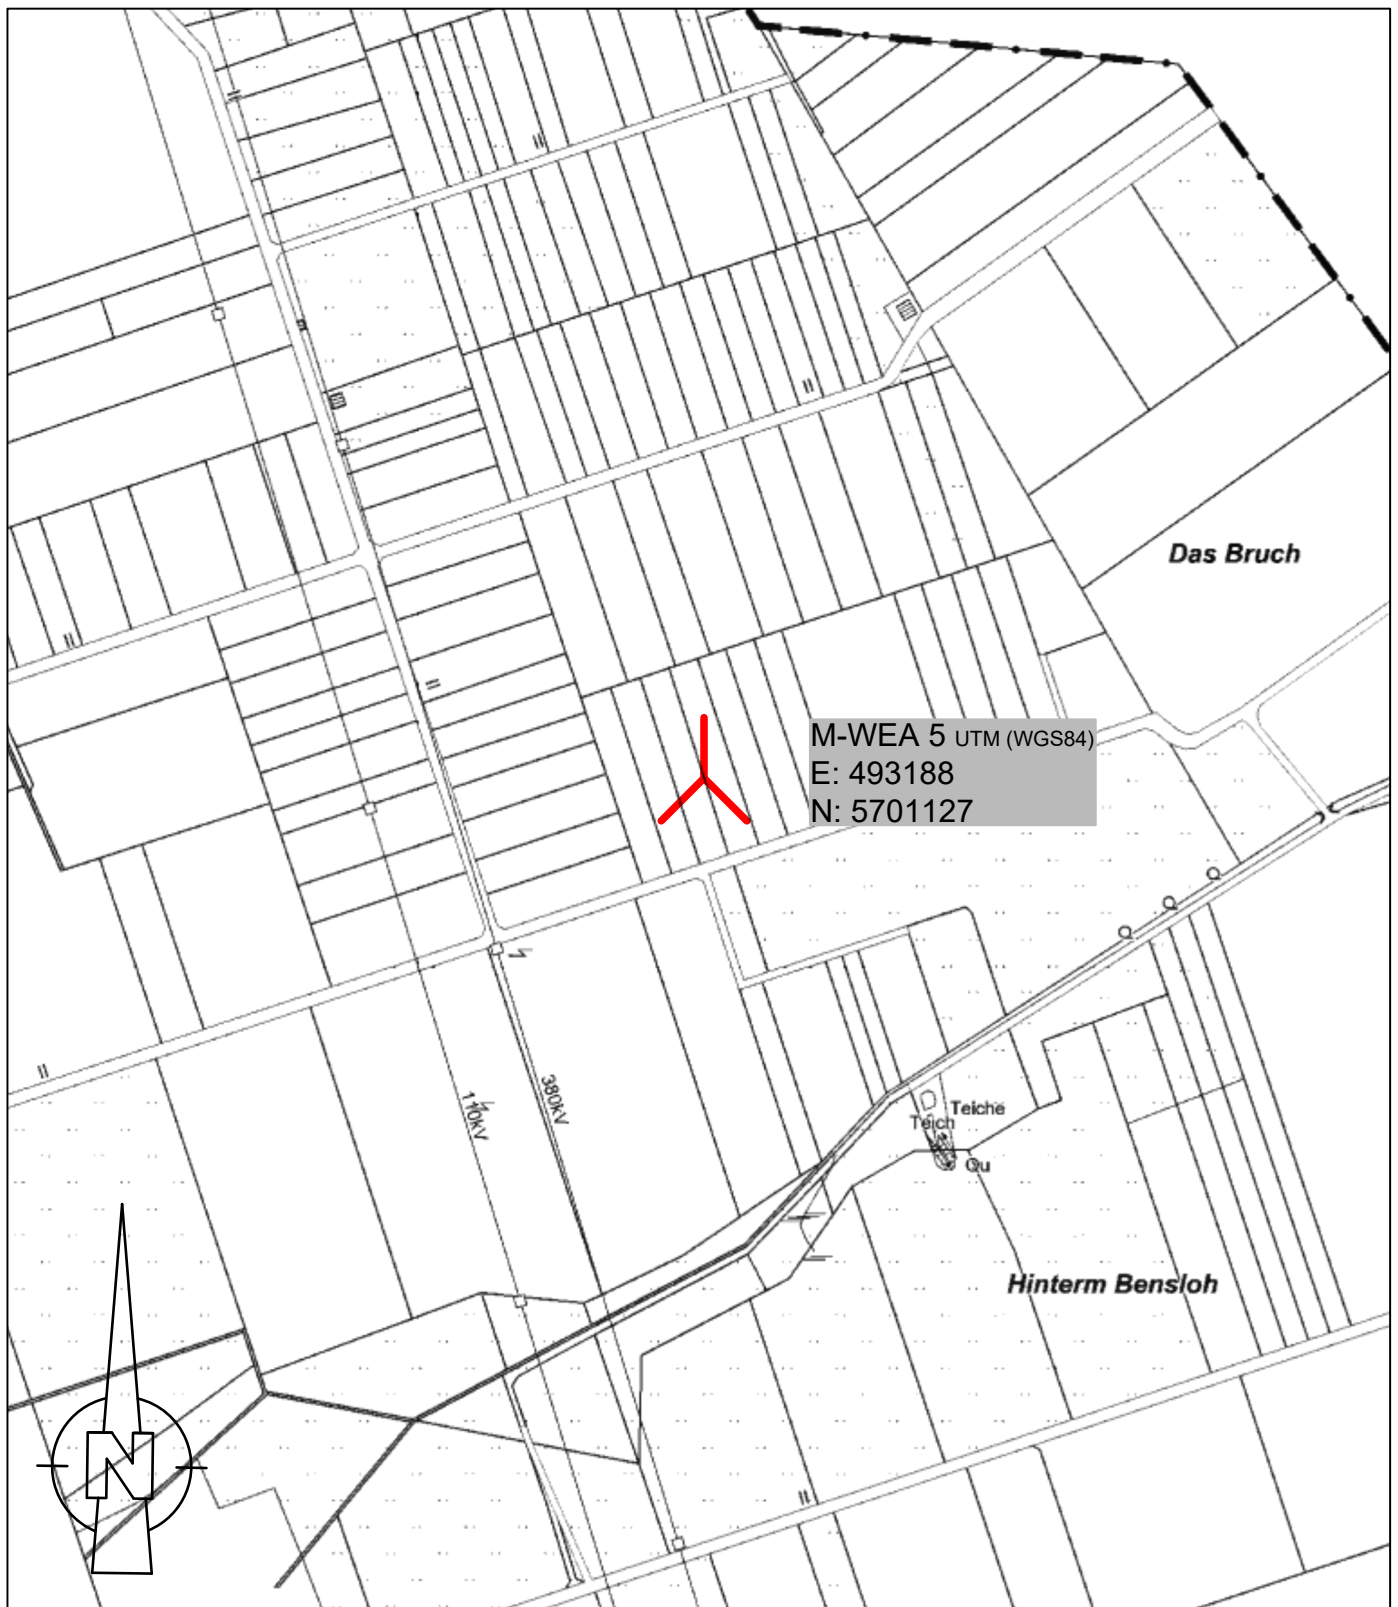 Das Bruch
M-WEA 5 UTM (WGS84)
E: 493188
N: 5701127
110kV
380kV
Teiche
Teich
Qu
Hinterm Bensloh
N